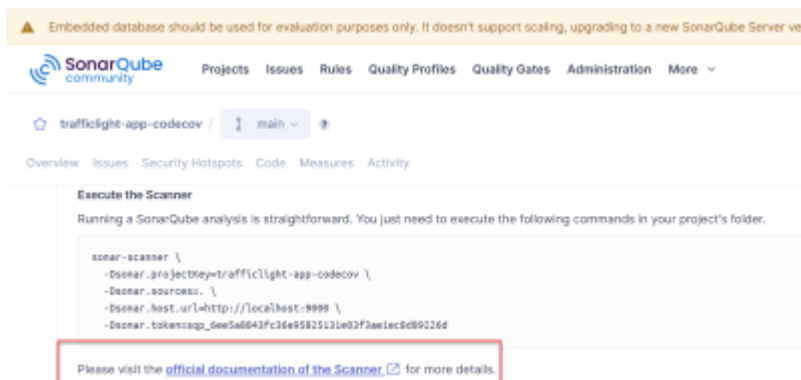 Embedded database should be used for evaluation purposes only. It doesn't support scaling, upgrading to a new SonarQube Server ve
SonarQube
community
Projects Issues Rules Quality Profiles Quality Gates Administration More
trafficlight-app-codecov / main ?
Overview Issues Security Hotspots Code Measures Activity
Execute the Scanner
Running a SonarQube analysis is straightforward. You just need to execute the following commands in your project's folder.
sonar-scanner \
-Dsonar.projectKey=trafficlight-app-codecov \
-Dsonar.sources=. \
-Dsonar.host.url=http://localhost:9000 \
Please visit the official documentation of the Scanner for more details.